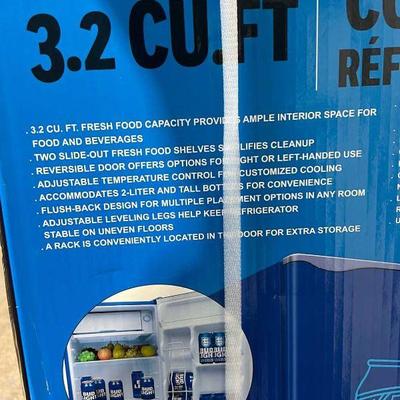 3.2 CU.FT
RÉF
. 3.2 CU. FT. FRESH FOOD CAPACITY PROVIDES AMPLE INTERIOR SPACE FOR
FOOD AND BEVERAGES
. TWO SLIDE-OUT FRESH FOOD SHELVES SIMPLIFIES CLEANUP
. REVERSIBLE DOOR OFFERS OPTIONS FOR RIGHT OR LEFT-HANDED USE
. ADJUSTABLE TEMPERATURE CONTROL FOR CUSTOMIZED COOLING
. ACCOMMODATES 2-LITER AND TALL BOTTLES FOR CONVENIENCE
. FLUSH-BACK DESIGN FOR MULTIPLE PLACEMENT OPTIONS IN ANY ROOM
. ADJUSTABLE LEVELING LEGS HELP KEEP REFRIGERATOR
STABLE ON UNEVEN FLOORS
. A RACK IS CONVENIENTLY LOCATED IN THE DOOR FOR EXTRA STORAGE
BUD
LIGHT